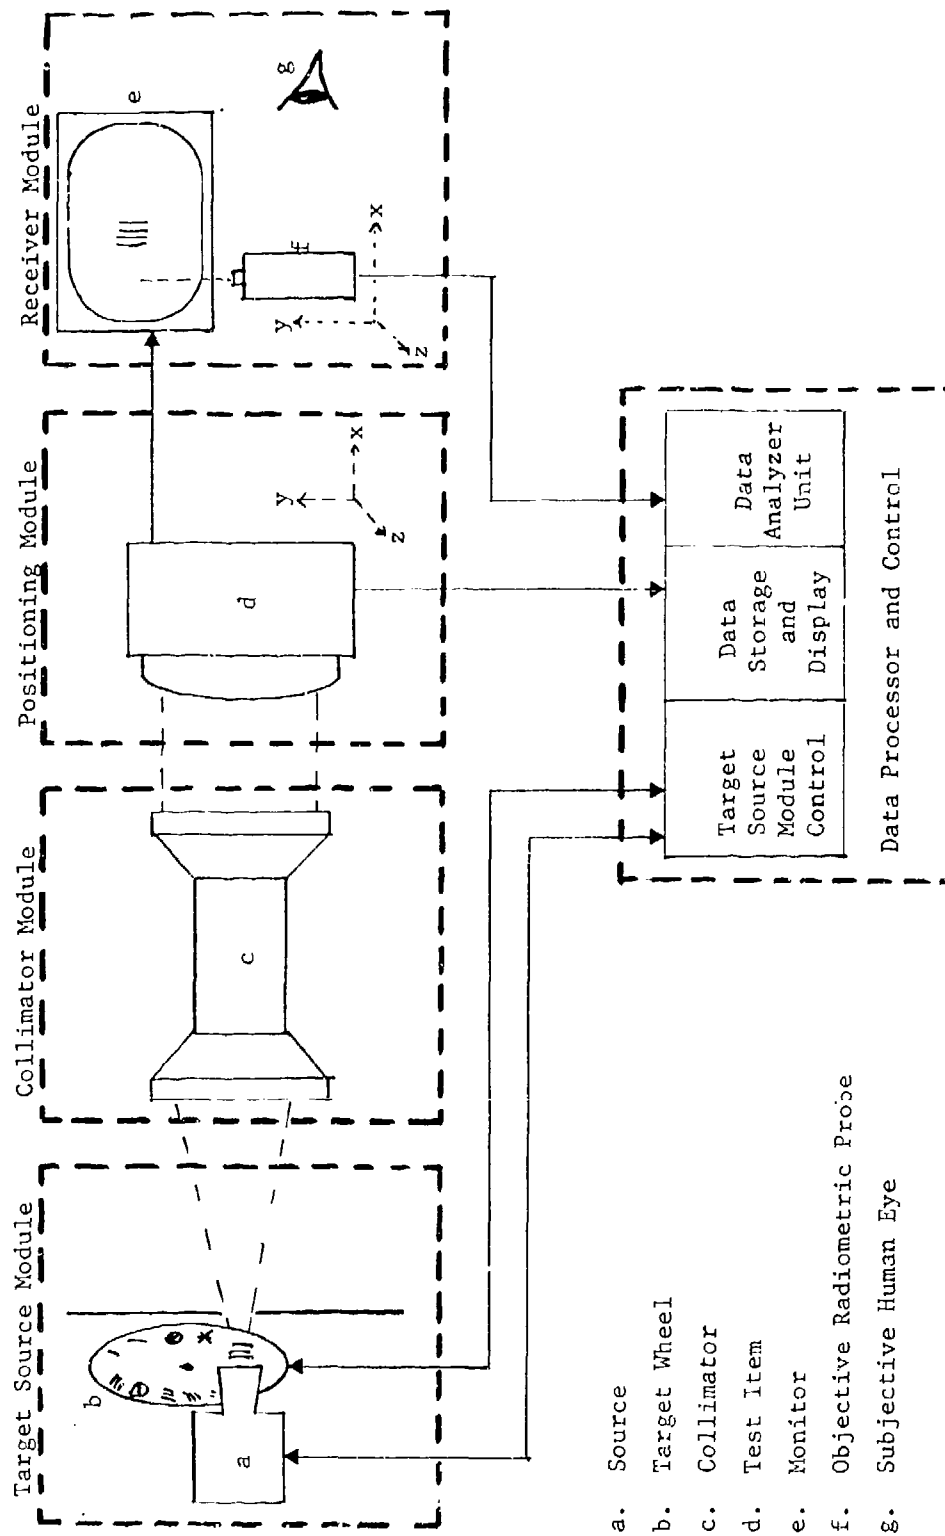 Target Source Module
Collimator Module
Positioning Module
Receiver Module
a
b
c
d
y
x
z
e
f
g
y
x
z
Target
Source
Module
Control
Data
Storage
and
Display
Data
Analyzer
Unit
Data Processor and Control
a. Source
b. Target Wheel
c. Collimator
d. Test Item
e. Monitor
f. Objective Radiometric Probe
g. Subjective Human Eye